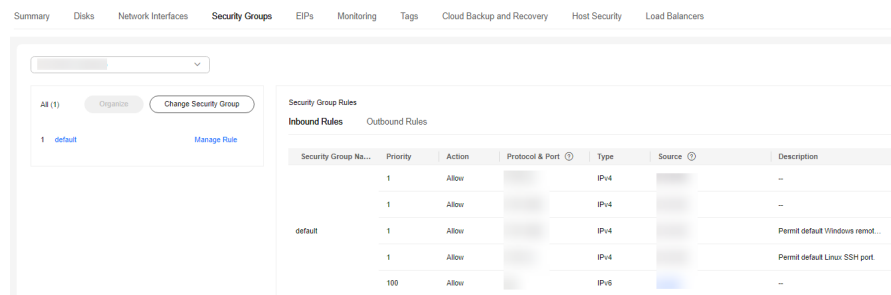 Summary Disks Network Interfaces Security Groups EIPs Monitoring Tags Cloud Backup and Recovery Host Security Load Balancers
All (1) Organize Change Security Group
1 default Manage Rule
Security Group Rules
Inbound Rules Outbound Rules
Security Group Na... Priority Action Protocol & Port ? Type Source ? Description
1 Allow IPv4 --
1 Allow IPv4 --
default 1 Allow IPv4 Permit default Windows remot...
1 Allow IPv4 Permit default Linux SSH port.
100 Allow IPv6 --